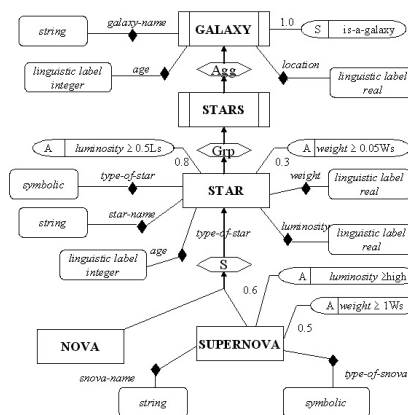 galaxy-name
string
GALAXY
1.0
S is-a-galaxy
age
Agg
location
linguistic label
integer
linguistic label
real
STARS
A luminosity ≥ 0.5Ls
0.8
Grp
0.3
A weight ≥ 0.05Ws
symbolic
type-of-star
STAR
weight
linguistic label
real
string
star-name
type-of-star
luminosity
age
linguistic label
integer
linguistic label
real
S
A luminosity ≥high
0.6
A weight ≥ 1Ws
0.5
NOVA
SUPERNOVA
snova-name
type-of-snova
string
symbolic